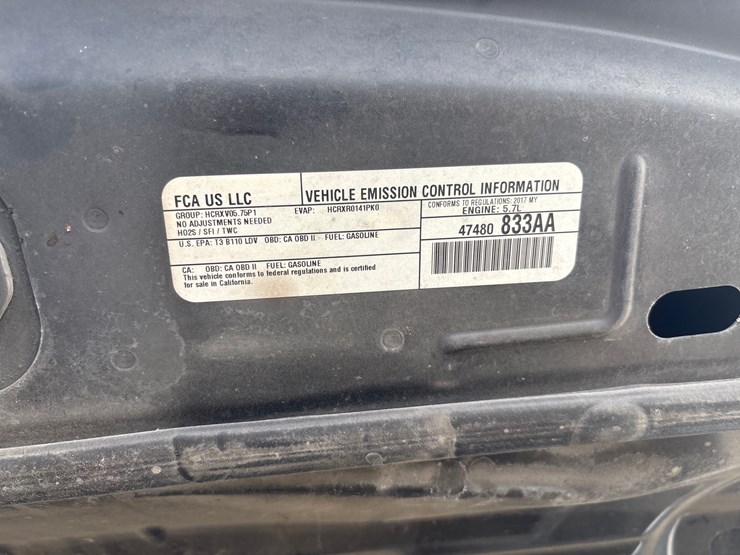 FCA US LLC
VEHICLE EMISSION CONTROL INFORMATION
GROUP: HCRXV05.75P1 EVAP: HCRXR0141PK0
NO ADJUSTMENTS NEEDED
HO2S / SFI / TWC
CONFORMS TO REGULATIONS: 2017 MY
ENGINE: 5.7L
47480 833AA
U.S. EPA: T3 B110 LDV OBD: CA OBD II FUEL: GASOLINE
CA: OBD: CA OBD II FUEL: GASOLINE
This vehicle conforms to federal regulations and is certified
for sale in California.